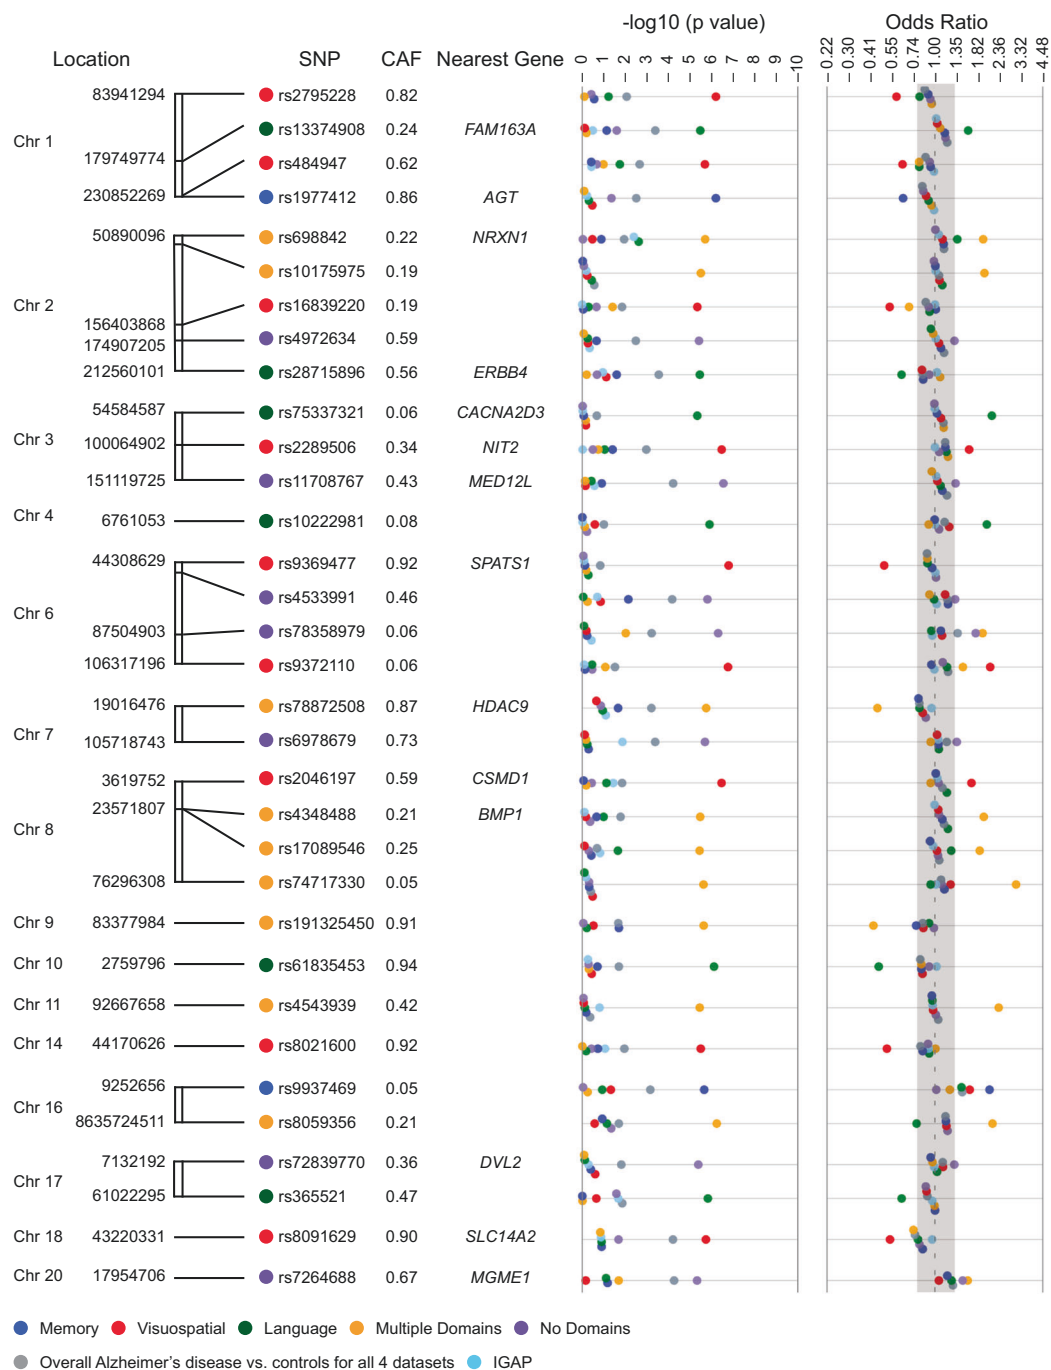 -log10 (p value) Odds Ratio
Location SNP CAF Nearest Gene
0 1 2 3 4 5 6 7 8 9 10 0.22 0.30 0.41 0.55 0.74 1.00 1.35 1.82 2.36 3.32 4.48
Chr 1
83941294 rs2795228 0.82
rs13374908 0.24 FAM163A
179749774 rs484947 0.62
230852269 rs1977412 0.86 AGT
Chr 2
50890096 rs698842 0.22 NRXN1
rs10175975 0.19
156403868 rs16839220 0.19
174907205 rs4972634 0.59
212560101 rs28715896 0.56 ERBB4
Chr 3
54584587 rs75337321 0.06 CACNA2D3
100064902 rs2289506 0.34 NIT2
151119725 rs11708767 0.43 MED12L
Chr 4 6761053 rs10222981 0.08
Chr 6
44308629 rs9369477 0.92 SPATS1
rs4533991 0.46
87504903 rs78358979 0.06
106317196 rs9372110 0.06
Chr 7
19016476 rs78872508 0.87 HDAC9
105718743 rs6978679 0.73
Chr 8
3619752 rs2046197 0.59 CSMD1
23571807 rs4348488 0.21 BMP1
rs17089546 0.25
76296308 rs74717330 0.05
Chr 9 83377984 rs191325450 0.91
Chr 10 2759796 rs61835453 0.94
Chr 11 92667658 rs4543939 0.42
Chr 14 44170626 rs8021600 0.92
Chr 16
9252656 rs9937469 0.05
8635724511 rs8059356 0.21
Chr 17
7132192 rs72839770 0.36 DVL2
61022295 rs365521 0.47
Chr 18 43220331 rs8091629 0.90 SLC14A2
Chr 20 17954706 rs7264688 0.67 MGME1
Memory Visuospatial Language Multiple Domains No Domains
Overall Alzheimer's disease vs. controls for all 4 datasets IGAP